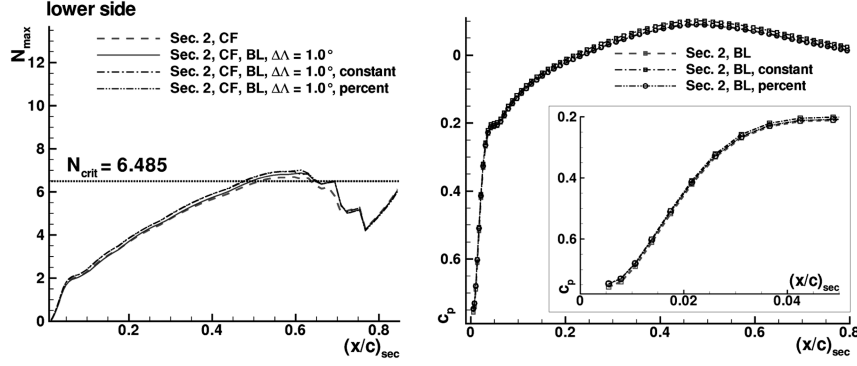 lower side
N_max
12
10
8
6
4
2
0
Sec. 2, CF
Sec. 2, CF, BL, ΔΛ = 1.0°
Sec. 2, CF, BL, ΔΛ = 1.0°, constant
Sec. 2, CF, BL, ΔΛ = 1.0°, percent
N_crit = 6.485
0.2
0.4
0.6
0.8
(x/c)_sec
0
0.2
0.4
0.6
c_p
Sec. 2, BL
Sec. 2, BL, constant
Sec. 2, BL, percent
0.2
0.4
0.6
c_p
0
0.02
0.04
(x/c)_sec
0
0.2
0.4
0.6
0.8
(x/c)_sec